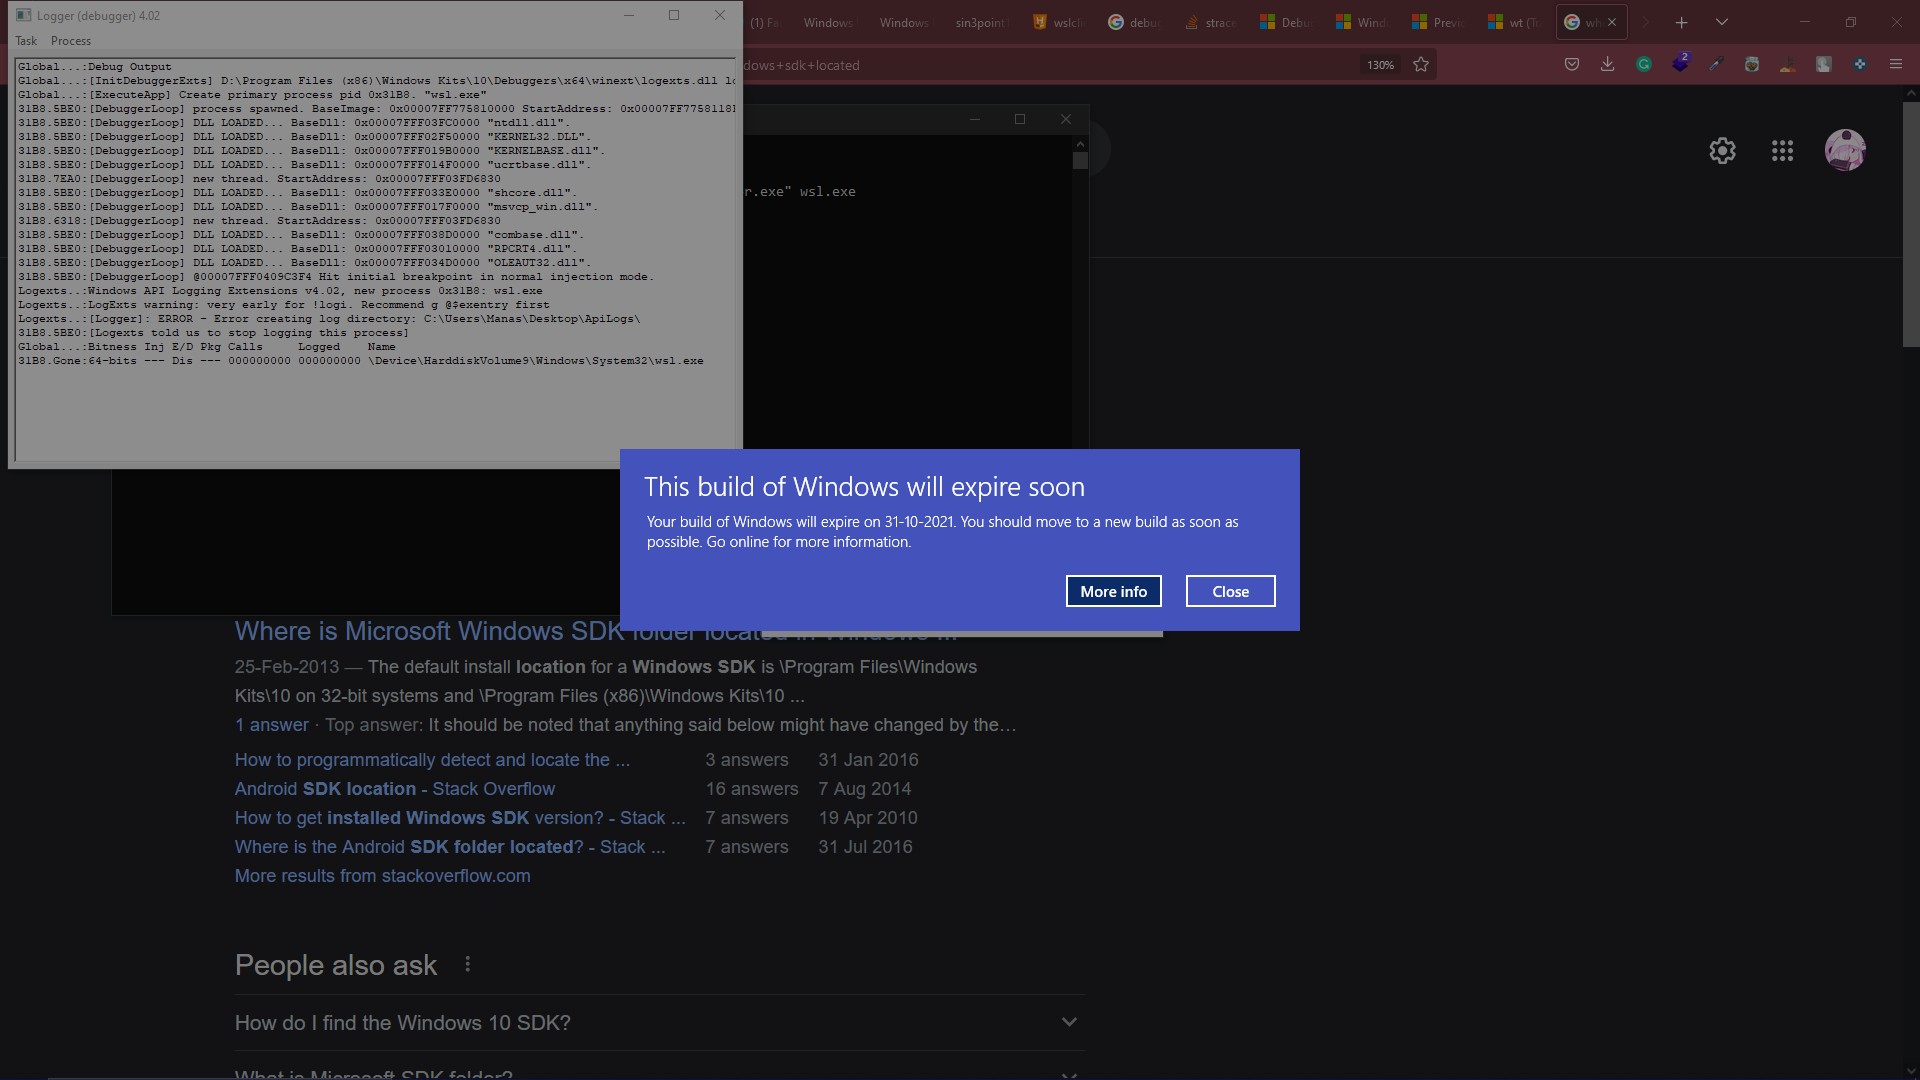 Logger (debugger) 4.02
Task Process
Global...:Debug Output
Global...:[InitDebuggerExts] D:\Program Files (x86)\Windows Kits\10\Debuggers\x64\winext\logexts.dll
Global...:[ExecuteApp] Create primary process pid 0x31B8. "wsl.exe"
31B8.5BE0:[DebuggerLoop] process spawned. BaseImage: 0x00007FF775810000 StartAddress:
31B8.5BE0:[DebuggerLoop] DLL LOADED... BaseDll: 0x00007FFF03FC0000 "ntdll.dll".
31B8.5BE0:[DebuggerLoop] DLL LOADED... BaseDll: 0x00007FFF02F50000 "KERNEL32.DLL".
31B8.5BE0:[DebuggerLoop] DLL LOADED... BaseDll: 0x00007FFF019B0000 "KERNELBASE.dll".
31B8.5BE0:[DebuggerLoop] DLL LOADED... BaseDll: 0x00007FFF014F0000 "ucrtbase.dll".
31B8.7EA0:[DebuggerLoop] new thread. StartAddress: 0x00007FFF03FD6830
31B8.5BE0:[DebuggerLoop] DLL LOADED... BaseDll: 0x00007FFF033E0000 "shcore.dll".
31B8.5BE0:[DebuggerLoop] DLL LOADED... BaseDll: 0x00007FFF017F0000 "msvcp_win.dll".
31B8.6318:[DebuggerLoop] new thread. StartAddress: 0x00007FFF03FD6830
31B8.5BE0:[DebuggerLoop] DLL LOADED... BaseDll: 0x00007FFF038D0000 "combase.dll".
31B8.5BE0:[DebuggerLoop] DLL LOADED... BaseDll: 0x00007FFF03010000 "RPCRT4.dll".
31B8.5BE0:[DebuggerLoop] DLL LOADED... BaseDll: 0x00007FFF034D0000 "OLEAUT32.dll".
31B8.5BE0:[DebuggerLoop] @00007FFF0409C3F4 Hit initial breakpoint in normal injection mode.
Logexts..:Windows API Logging Extensions v4.02, new process 0x31B8: wsl.exe
Logexts..:LogExts warning: very early for !logi. Recommend g @$exentry first
Logexts..:[Logger]: ERROR - Error creating log directory: C:\Users\Manas\Desktop\ApiLogs\
31B8.5BE0:[Logexts told us to stop logging this process]
Global...:Bitness Inj E/D Pkg Calls Logged Name
31B8.Gone:64-bits --- Dis --- 000000000 000000000 \Device\HarddiskVolume9\Windows\System32\wsl.exe
(1) Windows Windows sin3point wslcli debu strace Debu Wind Previ wt (T wh
dows+sdk+located
130%
2
r.exe" wsl.exe
This build of Windows will expire soon
Your build of Windows will expire on 31-10-2021. You should move to a new build as soon as
possible. Go online for more information.
More info
Close
Where is Microsoft Windows SDK folder located in Windows ...
25-Feb-2013 — The default install location for a Windows SDK is \Program Files\Windows
Kits\10 on 32-bit systems and \Program Files (x86)\Windows Kits\10 ...
1 answer · Top answer: It should be noted that anything said below might have changed by the…
How to programmatically detect and locate the ... 3 answers 31 Jan 2016
Android SDK location - Stack Overflow 16 answers 7 Aug 2014
How to get installed Windows SDK version? - Stack ... 7 answers 19 Apr 2010
Where is the Android SDK folder located? - Stack ... 7 answers 31 Jul 2016
More results from stackoverflow.com
People also ask
How do I find the Windows 10 SDK?
What is Microsoft SDK folder?